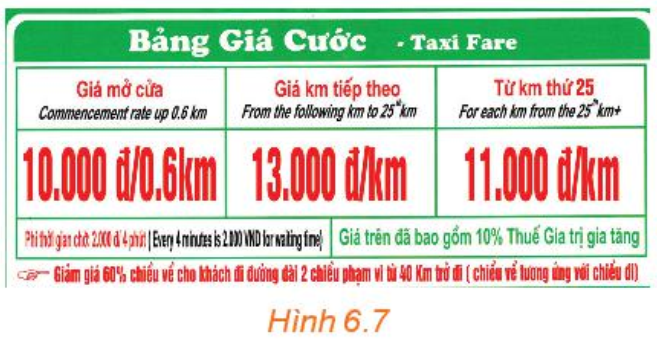 Bảng Giá Cước - Taxi Fare
Giá mở cửa
Commencement rate up 0.6 km
10.000 đ/0.6km
Giá km tiếp theo
From the following km to 25th km
13.000 đ/km
Từ km thứ 25
For each km from the 25th km+
11.000 đ/km
Phí thời gian chờ: 2.000 đ/ 4 phút ( Every 4 minutes is 2.000 VND for waiting time)
Giá trên đã bao gồm 10% Thuế Gia trị gia tăng
Giảm giá 60% chiều về cho khách đi đường dài 2 chiều phạm vi từ 40 Km trở đi ( chiều về tương ứng với chiều đi)
Hình 6.7